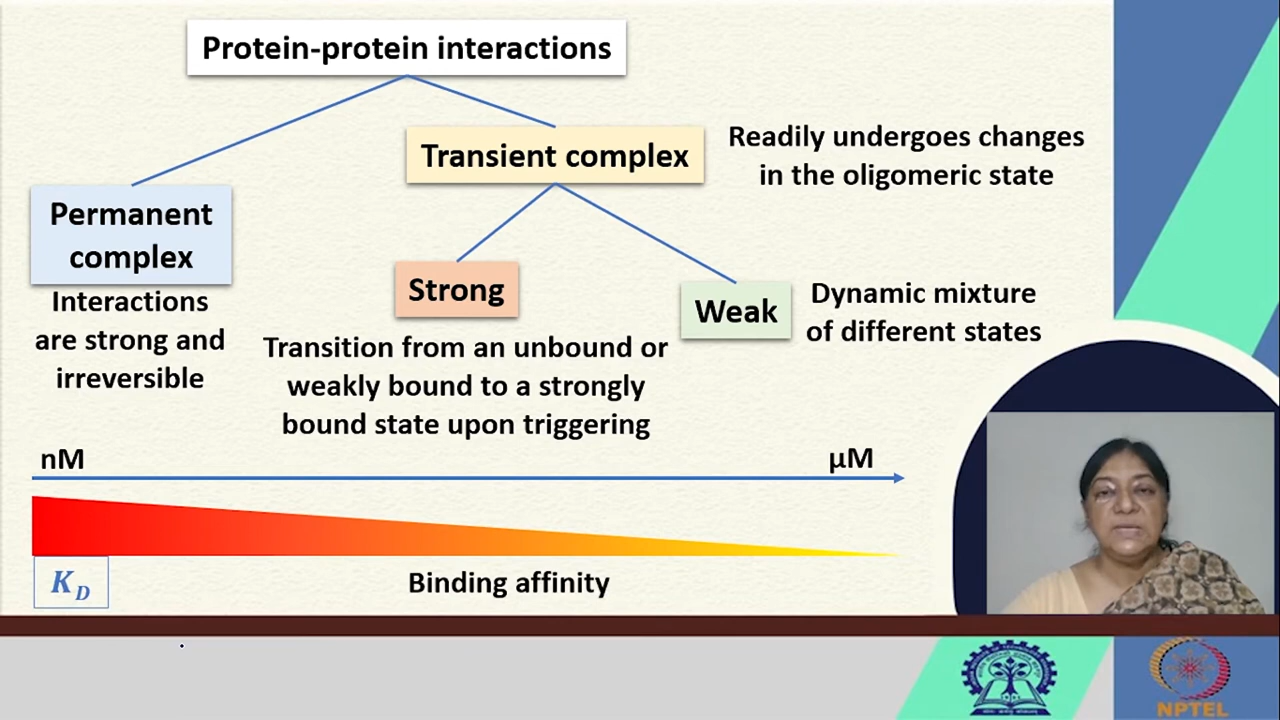 Protein-protein interactions
Transient complex
Readily undergoes changes
in the oligomeric state
Permanent
complex
Interactions
are strong and
irreversible
Strong
Transition from an unbound or
weakly bound to a strongly
bound state upon triggering
Weak
Dynamic mixture
of different states
nM
μM
K_D
Binding affinity
NPTEL